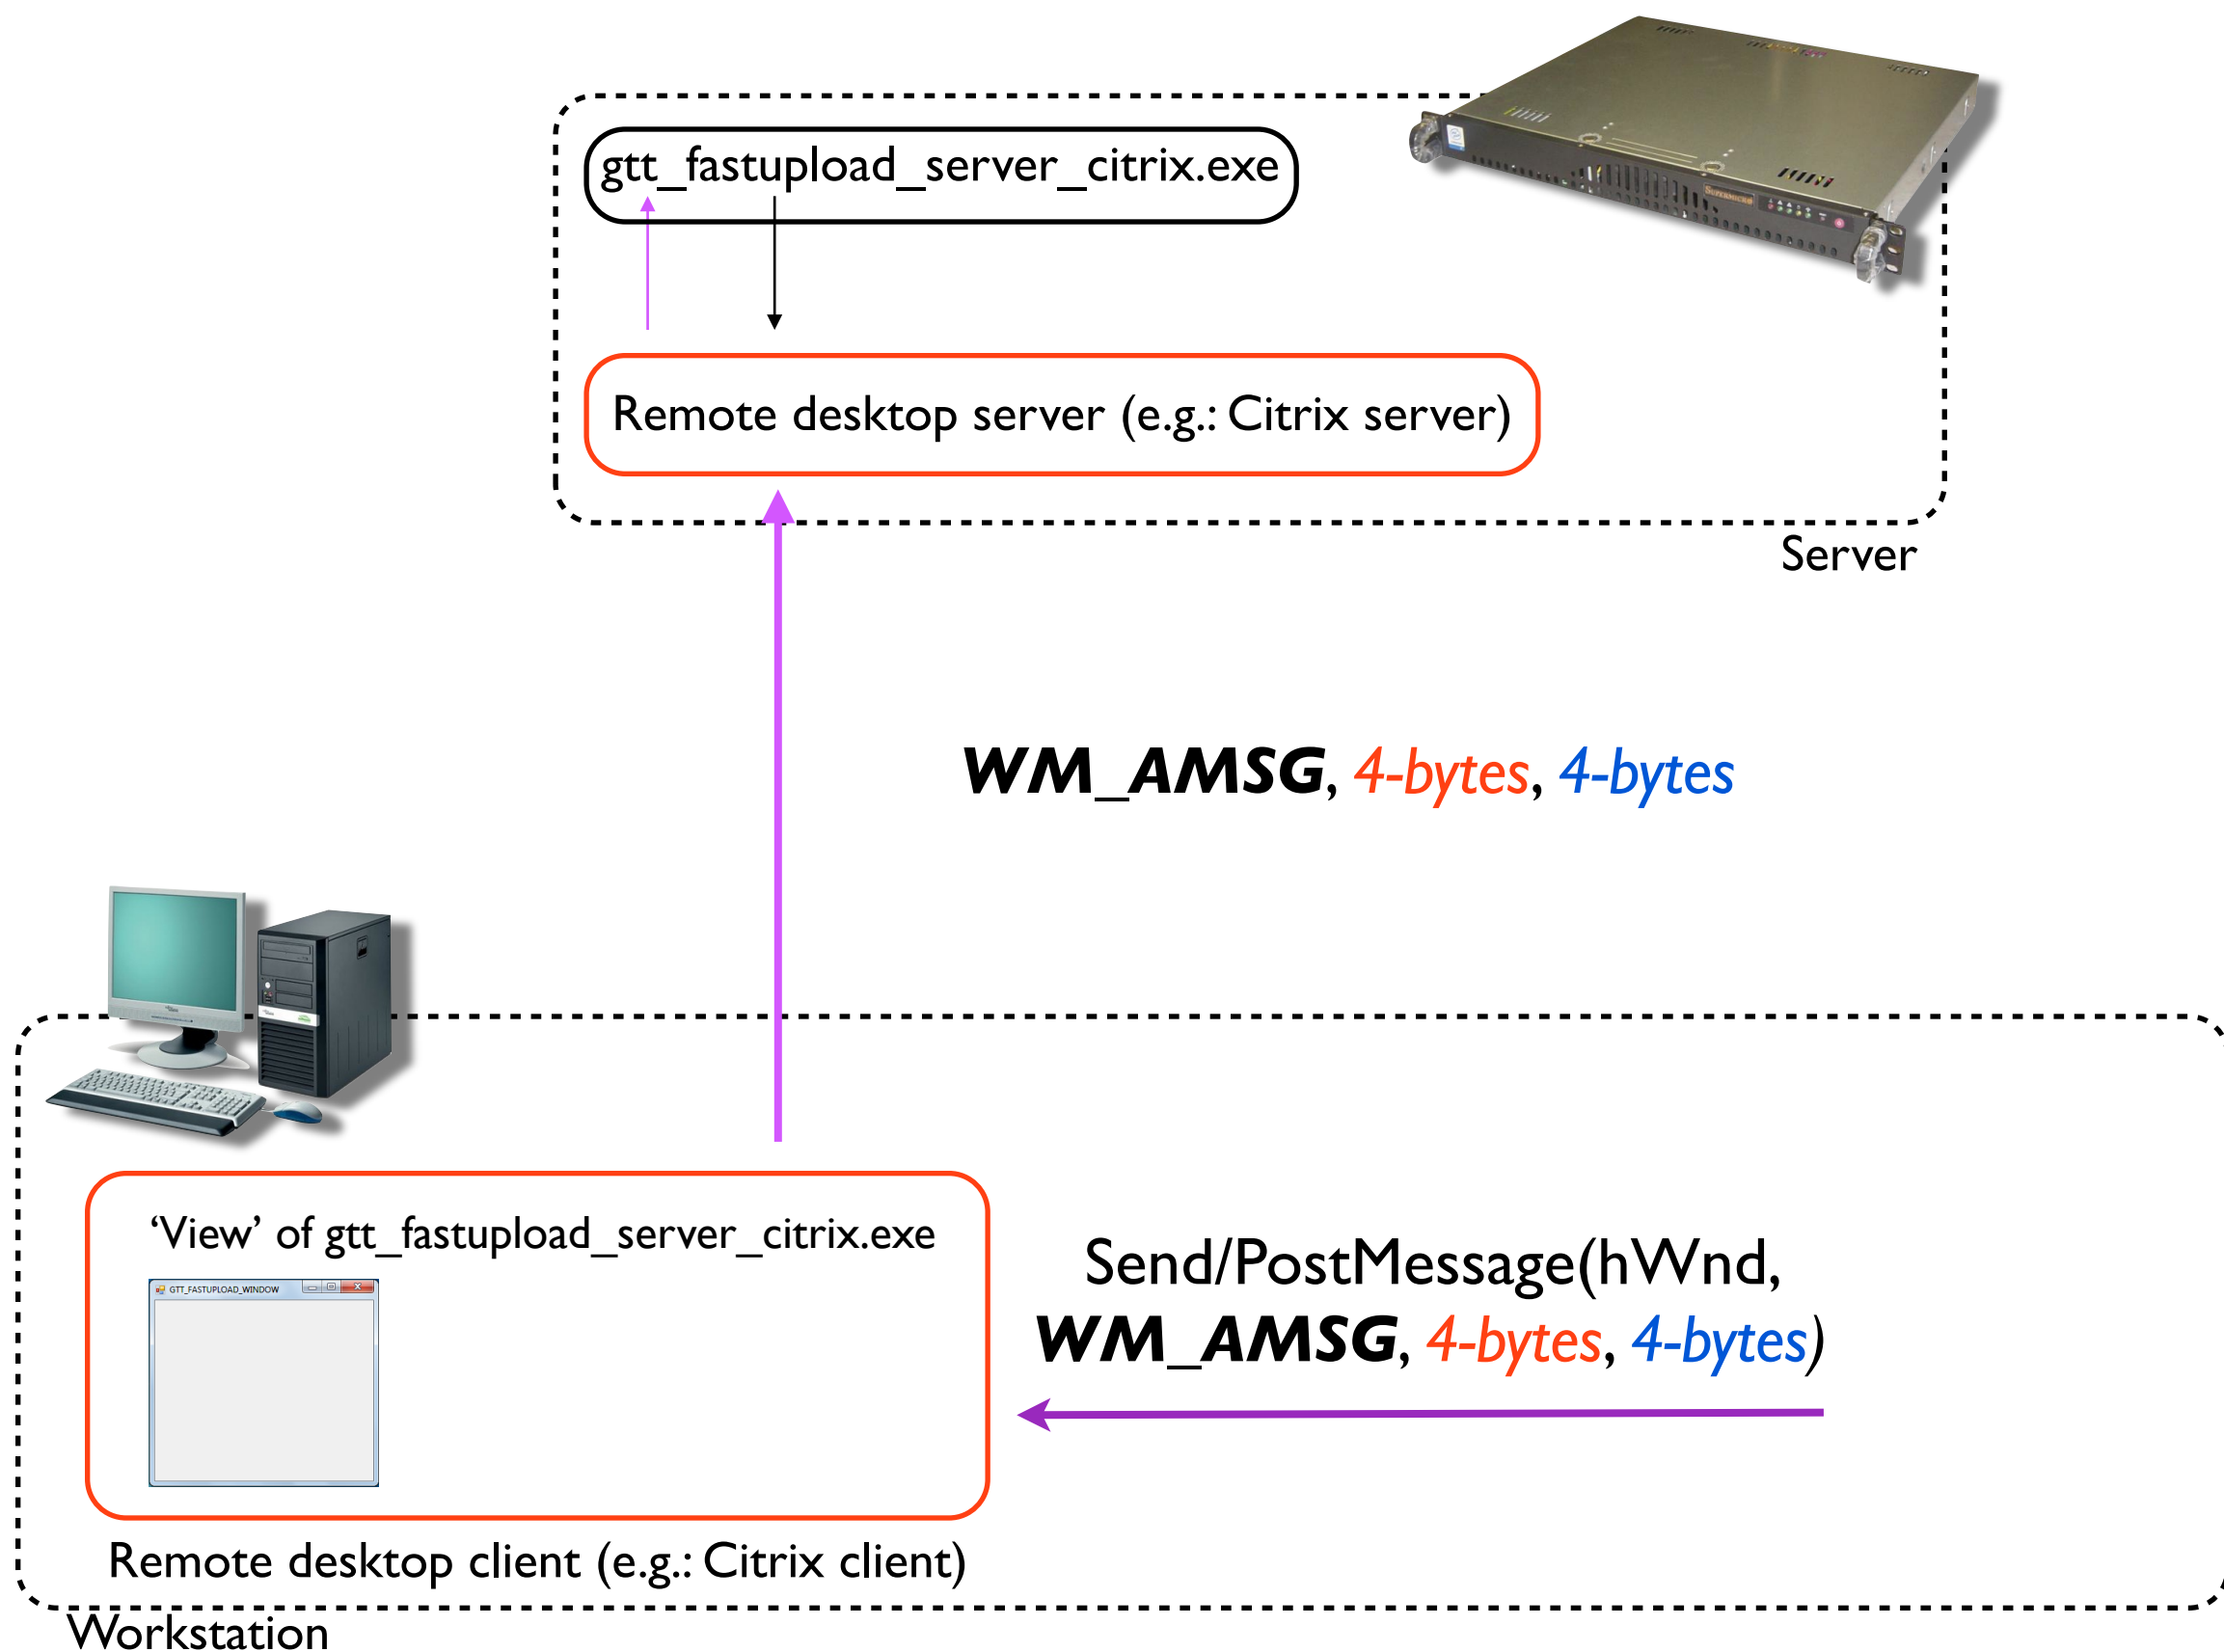 gtt_fastupload_server_citrix.exe
SUPERMICRO
Remote desktop server (e.g.: Citrix server)
Server
WM_AMSG, 4-bytes, 4-bytes
‘View’ of gtt_fastupload_server_citrix.exe
GTT_FASTUPLOAD_WINDOW
Send/PostMessage(hWnd,
WM_AMSG, 4-bytes, 4-bytes)
Remote desktop client (e.g.: Citrix client)
Workstation